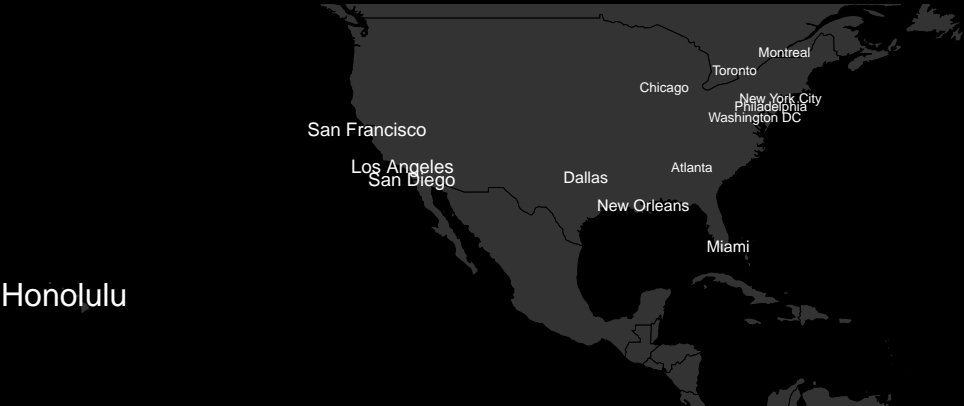 Montreal
Toronto
Chicago
New York City
Philadelphia
Washington DC
San Francisco
Los Angeles
San Diego
Atlanta
Dallas
New Orleans
Miami
Honolulu